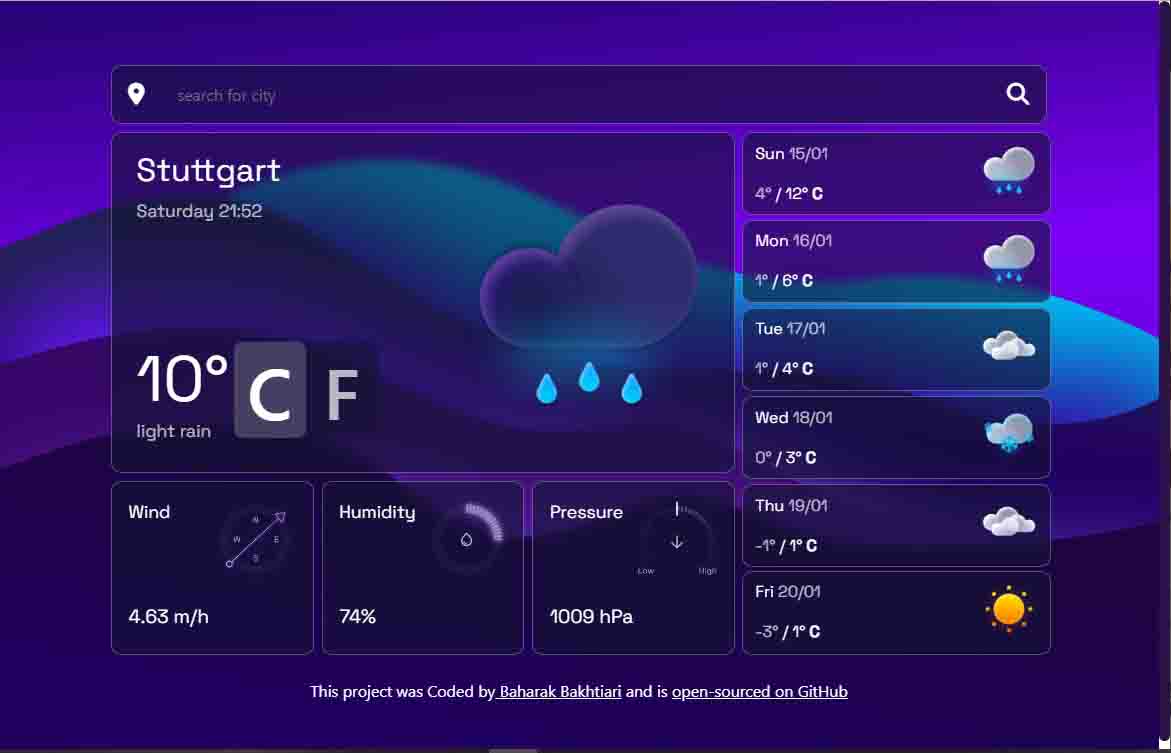 search for city
Stuttgart
Saturday 21:52
10° C F
light rain
Wind
N
W E
S
4.63 m/h
Humidity
74%
Pressure
Low High
1009 hPa
Sun 15/01
4° / 12° C
Mon 16/01
1° / 6° C
Tue 17/01
1° / 4° C
Wed 18/01
0° / 3° C
Thu 19/01
-1° / 1° C
Fri 20/01
-3° / 1° C
This project was Coded by Baharak Bakhtiari and is open-sourced on GitHub